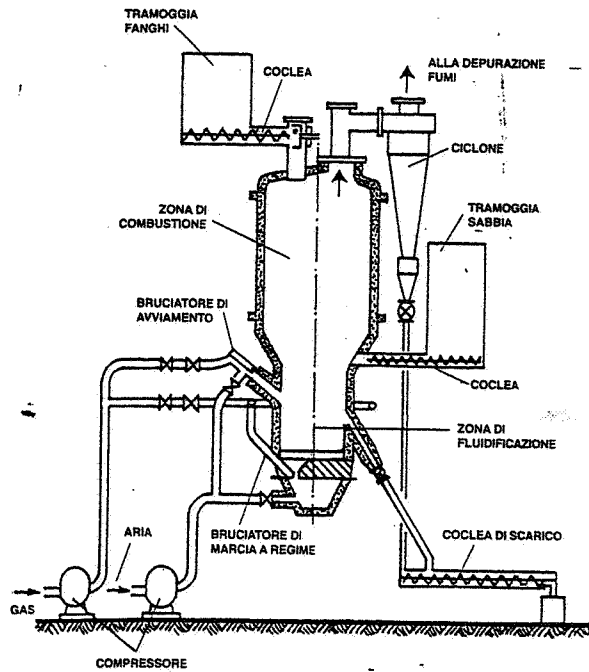 TRAMOGGIA
FANGHI
COCLEA
ALLA DEPURAZIONE
FUMI
CICLONE
ZONA DI
COMBUSTIONE
TRAMOGGIA
SABBIA
BRUCIATORE DI
AVVIAMENTO
COCLEA
ZONA DI
FLUIDIFICAZIONE
BRUCIATORE DI
MARCIA A REGIME
ARIA
COCLEA DI SCARICO
GAS
COMPRESSORE